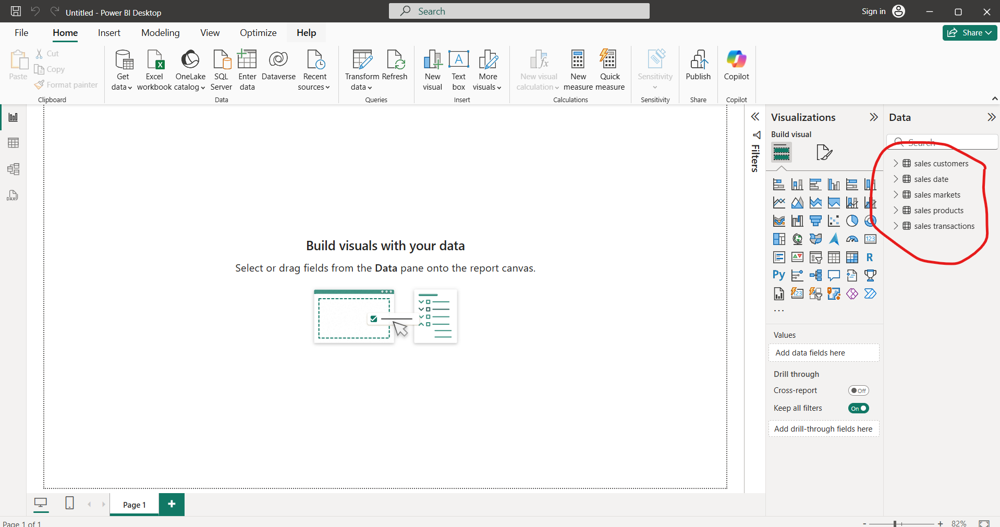 Untitled - Power BI Desktop
Search
Sign in
File Home Insert Modeling View Optimize Help
Share
Paste
Cut
Copy
Format painter
Clipboard
Get data
Excel workbook
OneLake catalog
SQL Server
Enter data
Dataverse
Recent sources
Data
Transform data
Refresh
Queries
New visual
Text box
More visuals
Insert
New visual calculation
New measure
Quick measure
Calculations
Sensitivity
Sensitivity
Publish
Share
Copilot
Copilot
DAX
Build visuals with your data
Select or drag fields from the Data pane onto the report canvas.
Filters
Visualizations
Build visual
123
R
Py
123
...
Values
Add data fields here
Drill through
Cross-report
Off
Keep all filters
On
Add drill-through fields here
Data
Search
sales customers
sales date
sales markets
sales products
sales transactions
Page 1
+
Page 1 of 1
- + 82%